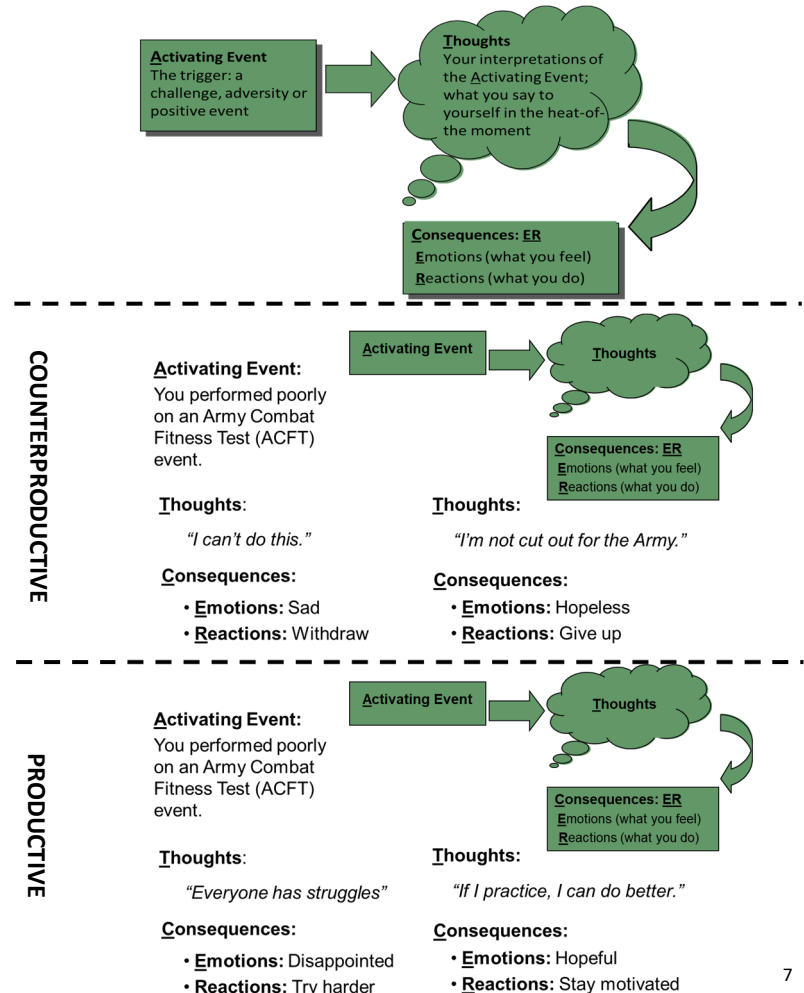 Activating Event
The trigger: a
challenge, adversity or
positive event
Thoughts
Your interpretations of
the Activating Event;
what you say to
yourself in the heat-of-
the moment
Consequences: ER
Emotions (what you feel)
Reactions (what you do)
COUNTERPRODUCTIVE
Activating Event
Thoughts
Consequences: ER
Emotions (what you feel)
Reactions (what you do)
Activating Event:
You performed poorly
on an Army Combat
Fitness Test (ACFT)
event.
Thoughts:
“I can’t do this.”
Consequences:
• Emotions: Sad
• Reactions: Withdraw
Thoughts:
“I’m not cut out for the Army.”
Consequences:
• Emotions: Hopeless
• Reactions: Give up
PRODUCTIVE
Activating Event
Thoughts
Consequences: ER
Emotions (what you feel)
Reactions (what you do)
Activating Event:
You performed poorly
on an Army Combat
Fitness Test (ACFT)
event.
Thoughts:
“Everyone has struggles”
Consequences:
• Emotions: Disappointed
• Reactions: Try harder
Thoughts:
“If I practice, I can do better.”
Consequences:
• Emotions: Hopeful
• Reactions: Stay motivated
7